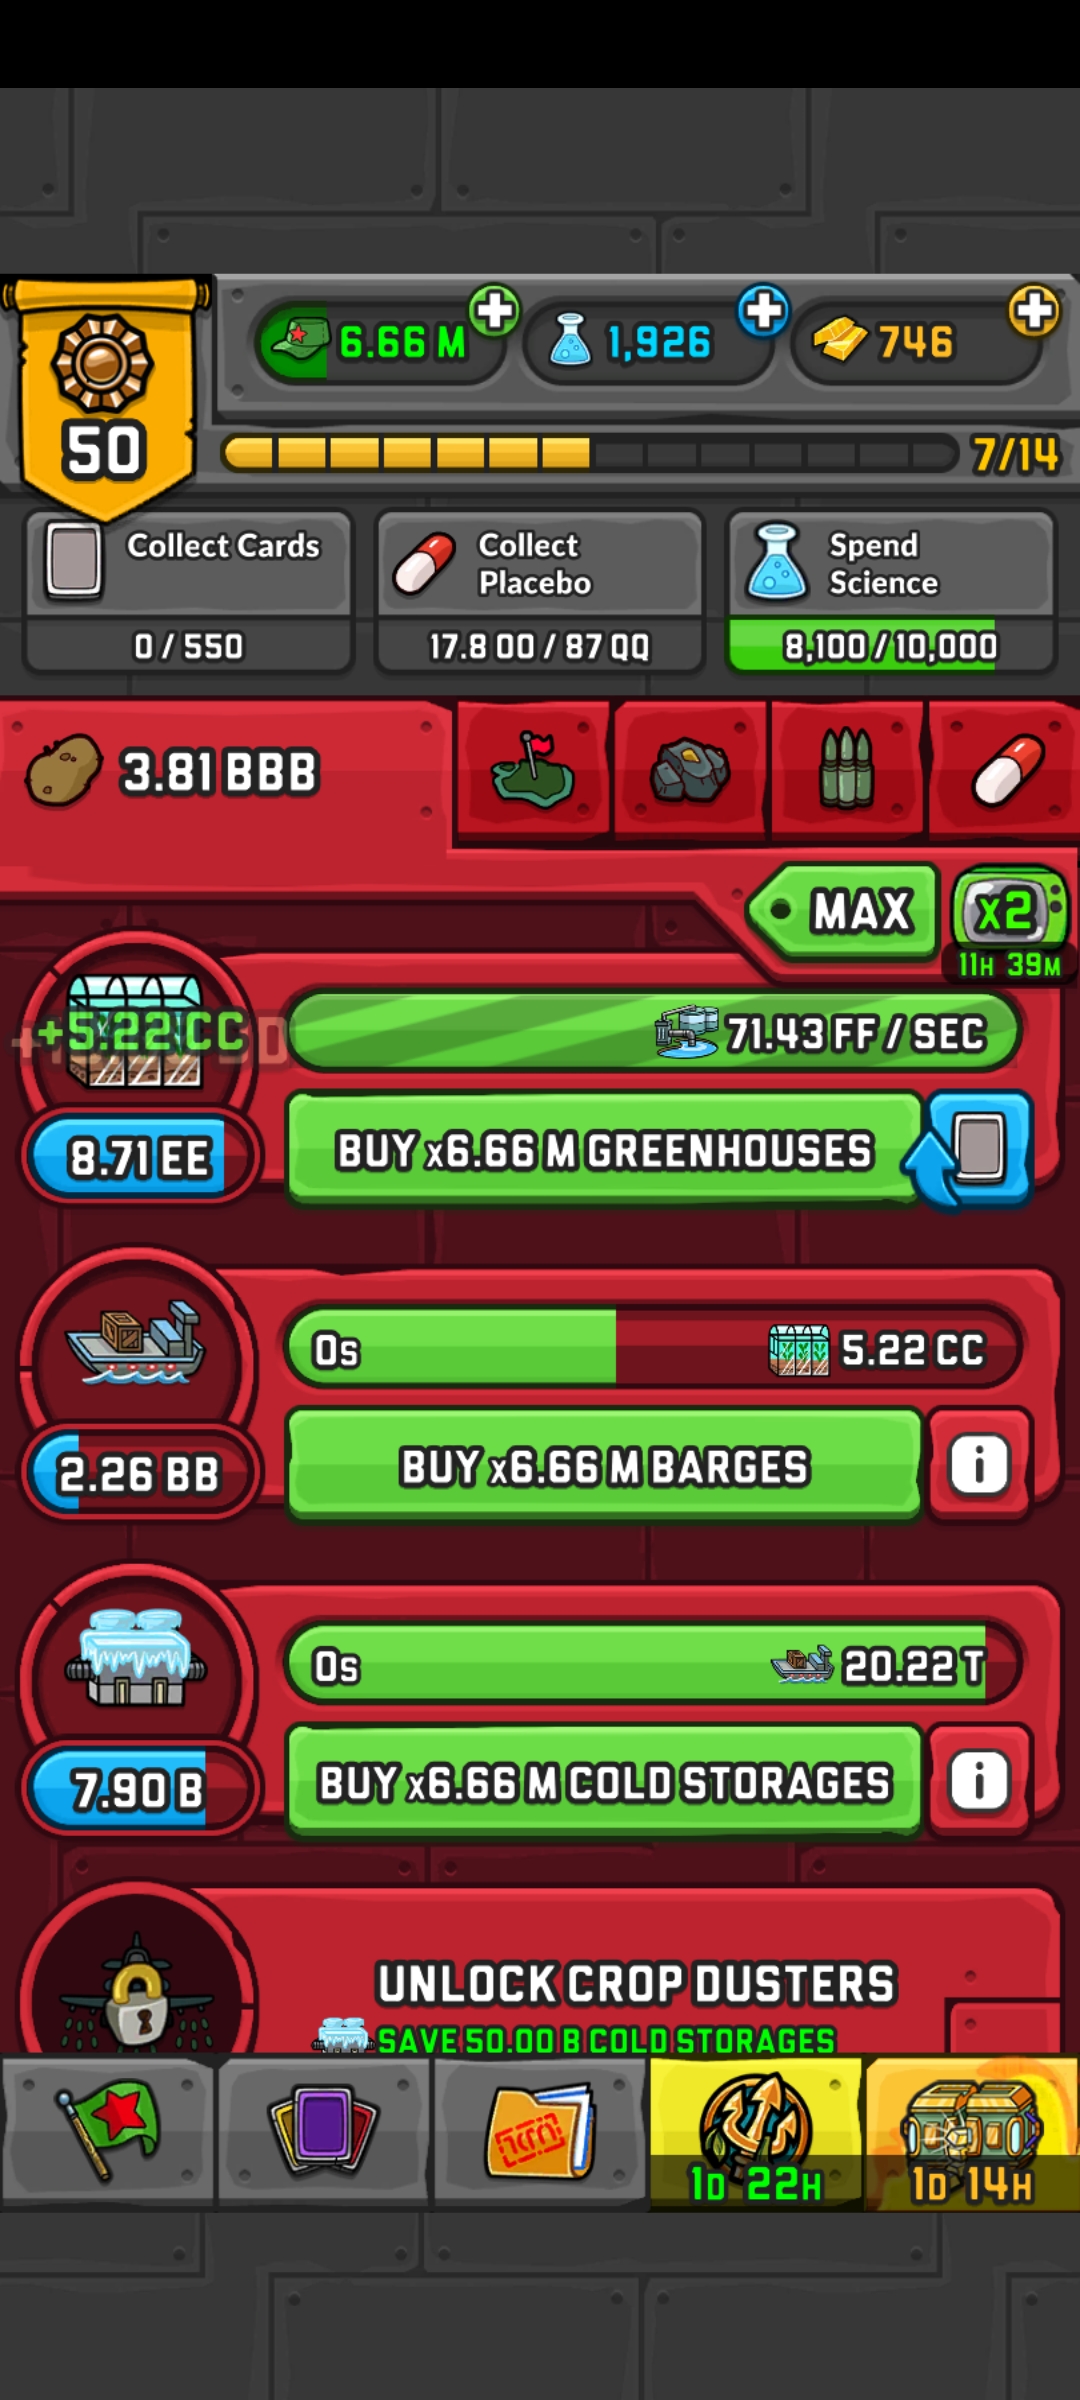 6.66 M
1,926
746
50
7/14
Collect Cards
0 / 550
Collect
Placebo
17.8 OO / 87 QQ
Spend
Science
8,100 / 10,000
3.81 BBB
MAX
x2
11H 39M
+5.22 CC
71.43 FF / SEC
8.71 EE
BUY x6.66 M GREENHOUSES
0s
5.22 CC
2.26 BB
BUY x6.66 M BARGES
i
0s
20.22 T
7.90 B
BUY x6.66 M COLD STORAGES
i
UNLOCK CROP DUSTERS
SAVE 50.00 B COLD STORAGES
1D 22H
1D 14H